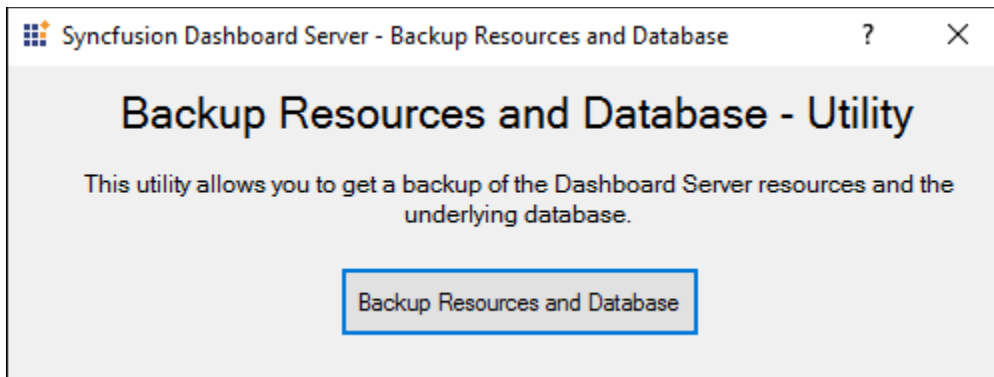 Syncfusion Dashboard Server - Backup Resources and Database ? ×
Backup Resources and Database - Utility
This utility allows you to get a backup of the Dashboard Server resources and the
underlying database.
Backup Resources and Database